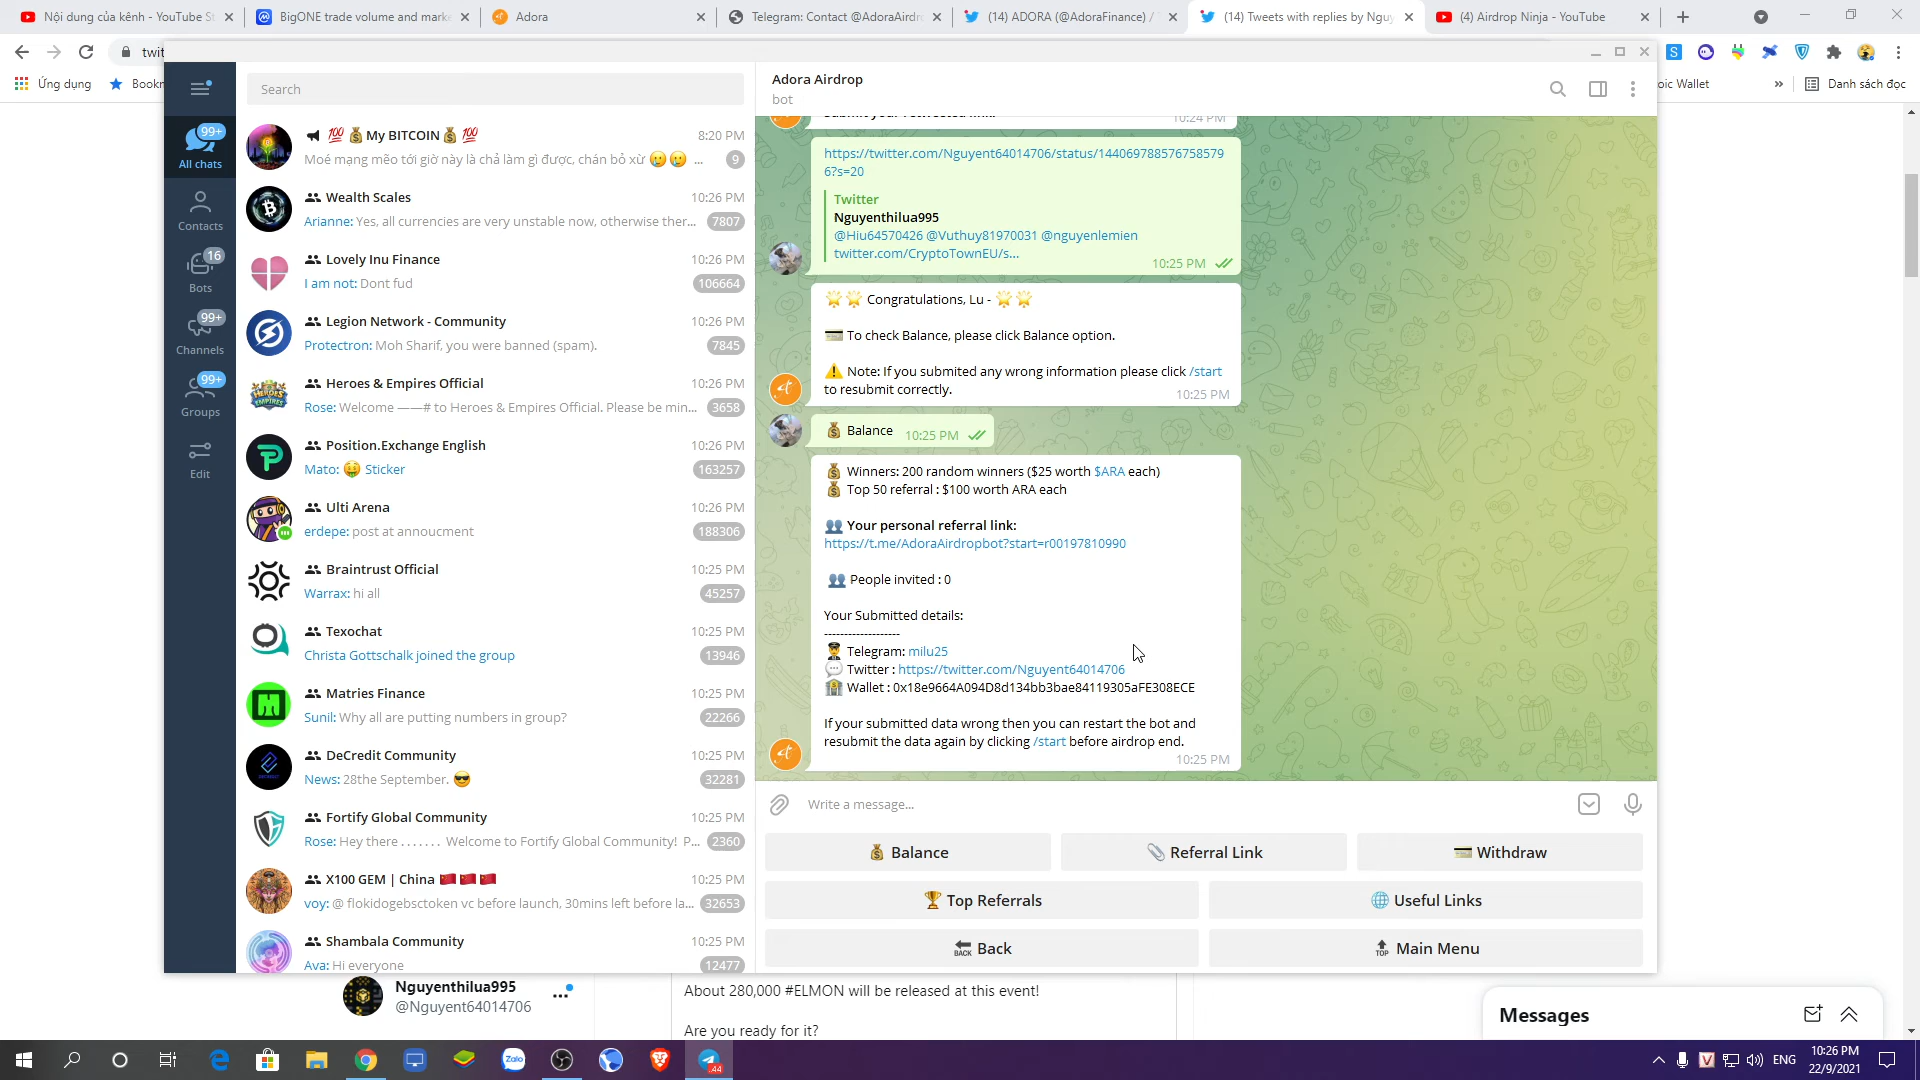 Nội dung của kênh - YouTube St
BigONE trade volume and marke
Adora
Telegram: Contact @AdoraAirdr
(14) ADORA (@AdoraFinance) / T
(14) Tweets with replies by Nguy
(4) Airdrop Ninja - YouTube
twit
Ứng dụng
Bookn
oic Wallet
»
Danh sách đọc
Search
99+
All chats
Contacts
16
Bots
99+
Channels
99+
Groups
Edit
💯💰My BITCOIN💰💯
8:20 PM
Moé mạng mẽo tới giờ này là chả làm gì được, chán bỏ xừ 🥲🥲 ...
9
Wealth Scales
10:26 PM
Arianne: Yes, all currencies are very unstable now, otherwise ther...
7807
Lovely Inu Finance
10:26 PM
I am not: Dont fud
106664
Legion Network - Community
10:26 PM
Protectron: Moh Sharif, you were banned (spam).
7845
Heroes & Empires Official
10:26 PM
Rose: Welcome ——# to Heroes & Empires Official. Please be min...
3658
Position.Exchange English
10:26 PM
Mato: 🤑 Sticker
163257
Ulti Arena
10:26 PM
erdepe: post at annoucment
188306
Braintrust Official
10:25 PM
Warrax: hi all
45257
Texochat
10:25 PM
Christa Gottschalk joined the group
13946
Matries Finance
10:25 PM
Sunil: Why all are putting numbers in group?
22266
DeCredit Community
10:25 PM
News: 28the September. 😎
32281
Fortify Global Community
10:25 PM
Rose: Hey there . . . . . . . Welcome to Fortify Global Community! P...
2360
X100 GEM | China 🇨🇳🇨🇳🇨🇳
10:25 PM
voy: @ flokidogebsctoken vc before launch, 30mins left before la...
32653
Shambala Community
10:25 PM
Ava: Hi everyone
12477
Adora Airdrop
bot
10:24 PM
https://twitter.com/Nguyent64014706/status/144069788576758579
6?s=20
Twitter
Nguyenthilua995
@Hiu64570426 @Vuthuy81970031 @nguyenlemien
twitter.com/CryptoTownEU/s...
10:25 PM
🌟🌟 Congratulations, Lu - 🌟🌟
💳 To check Balance, please click Balance option.
⚠️ Note: If you submited any wrong information please click /start
to resubmit correctly.
10:25 PM
💰 Balance
10:25 PM
💰 Winners: 200 random winners ($25 worth $ARA each)
💰 Top 50 referral : $100 worth ARA each
👥 Your personal referral link:
https://t.me/AdoraAirdropbot?start=r00197810990
👥 People invited : 0
Your Submitted details:
-------------------
Telegram: milu25
💬 Twitter : https://twitter.com/Nguyent64014706
🏦 Wallet : 0x18e9664A094D8d134bb3bae84119305aFE308ECE
If your submitted data wrong then you can restart the bot and
resubmit the data again by clicking /start before airdrop end.
10:25 PM
Write a message...
💰 Balance
📎 Referral Link
💳 Withdraw
🏆 Top Referrals
🌐 Useful Links
🔙 Back
🔝 Main Menu
Nguyenthilua995
@Nguyent64014706
About 280,000 #ELMON will be released at this event!
Are you ready for it?
Messages
Zalo
.44
V
ENG
10:26 PM
22/9/2021